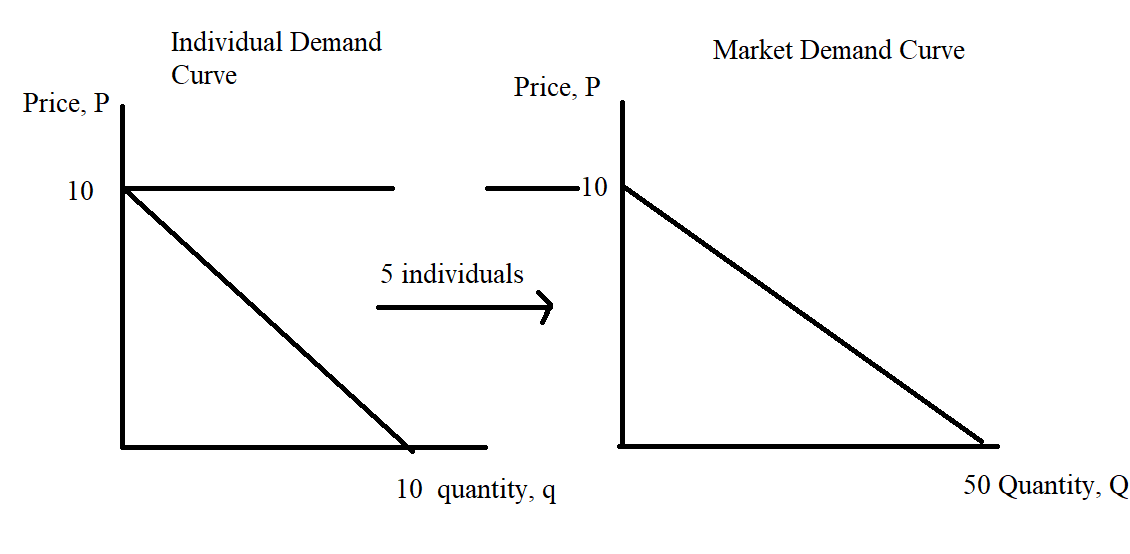 Individual Demand
Curve
Price, P
10
10 quantity, q
5 individuals
Market Demand Curve
Price, P
10
50 Quantity, Q